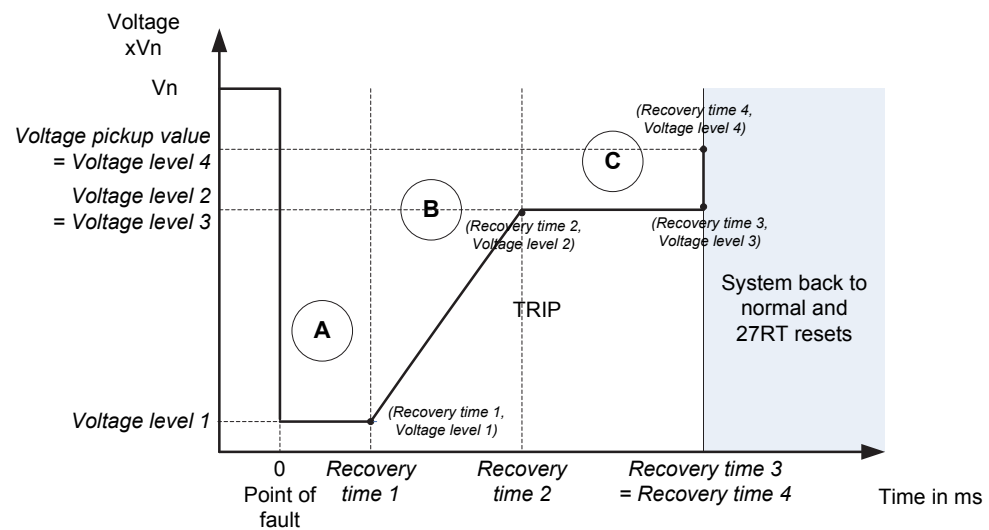 Voltage
xVn
Vn
Voltage pickup value
= Voltage level 4
Voltage level 2
= Voltage level 3
Voltage level 1
A
B
C
(Recovery time 4,
Voltage level 4)
(Recovery time 2,
Voltage level 2)
(Recovery time 3,
Voltage level 3)
TRIP
System back to
normal and
27RT resets
(Recovery time 1,
Voltage level 1)
0
Point of
fault
Recovery
time 1
Recovery
time 2
Recovery time 3
= Recovery time 4
Time in ms